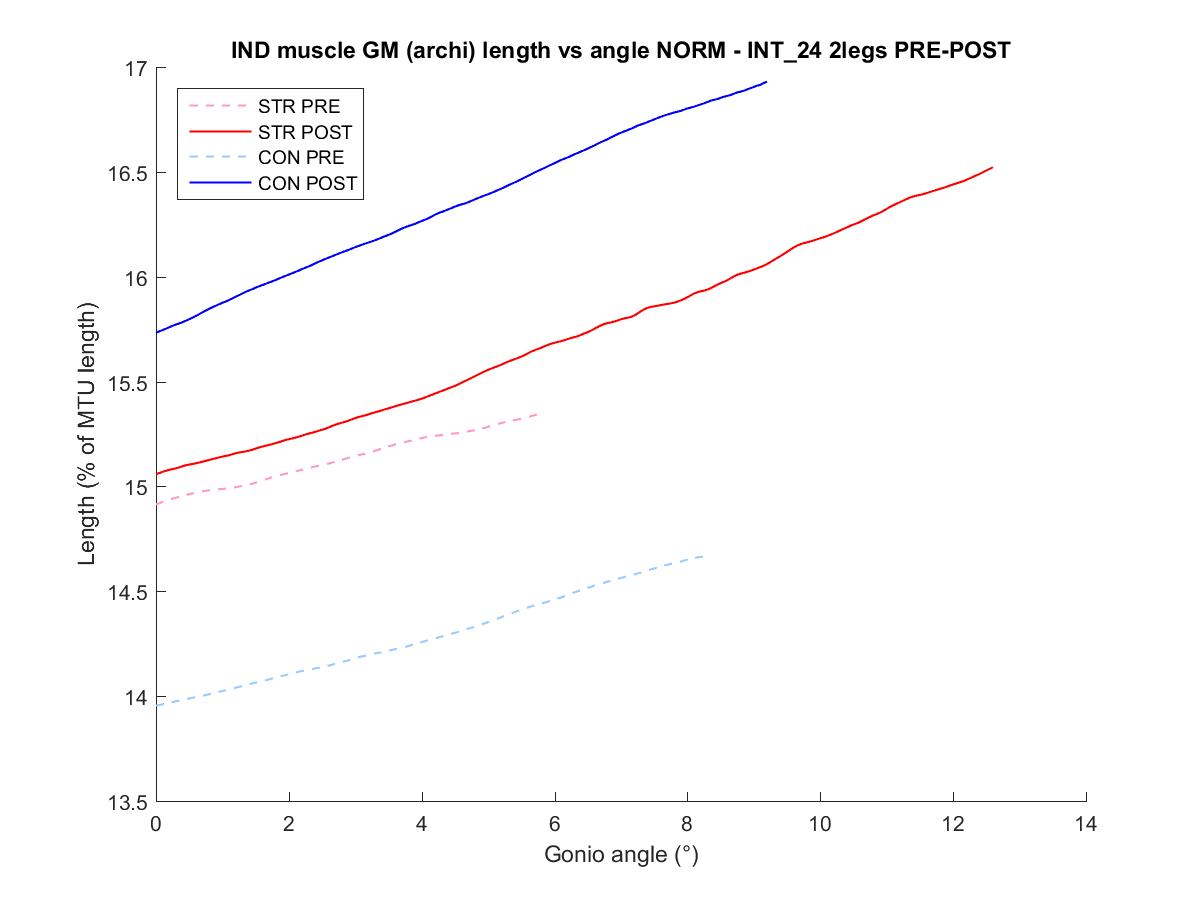 IND muscle GM (archi) length vs angle NORM - INT_24 2legs PRE-POST
17
16.5
16
15.5
15
14.5
14
13.5
Length (% of MTU length)
STR PRE
STR POST
CON PRE
CON POST
0 2 4 6 8 10 12 14
Gonio angle (°)